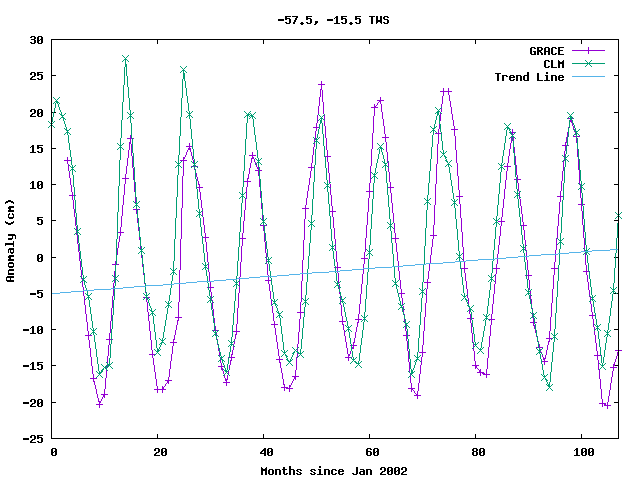 -57.5, -15.5 TWS
GRACE
CLM
Trend Line
30
25
20
15
10
5
0
-5
-10
-15
-20
-25
Anomaly (cm)
0 20 40 60 80 100
Months since Jan 2002